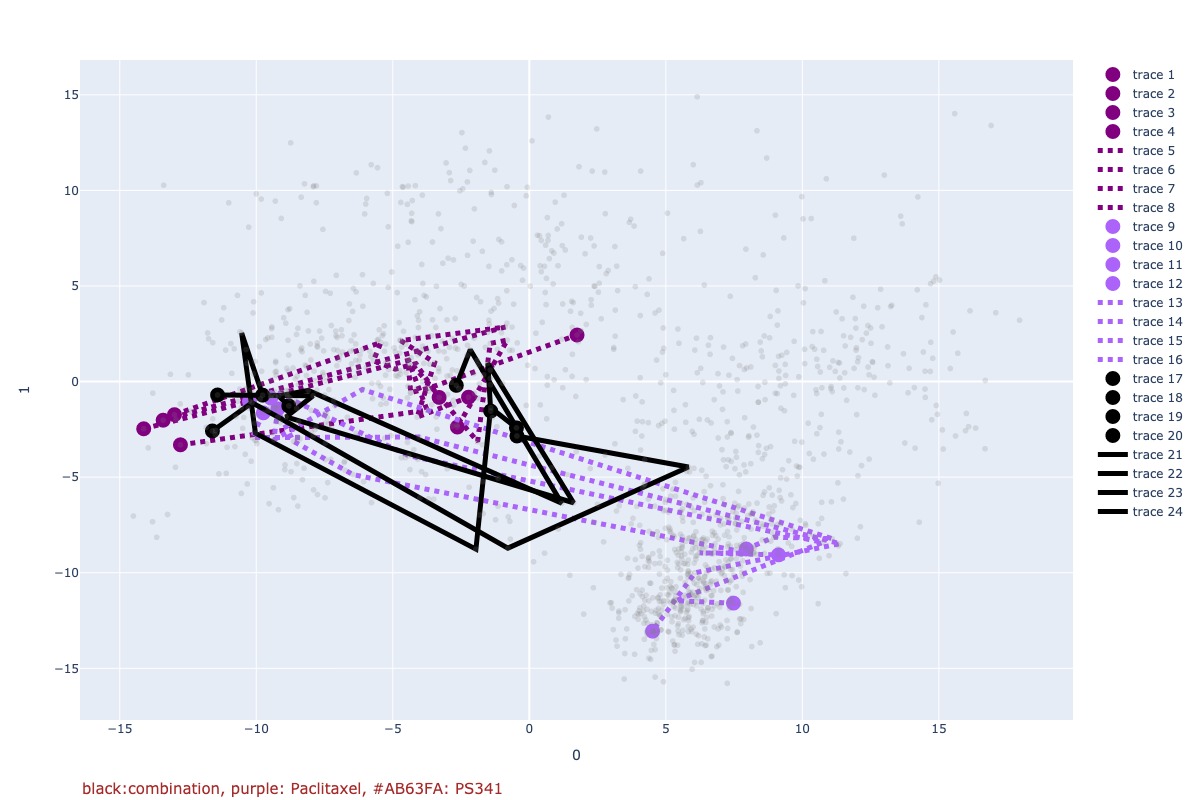 15
10
5
0
−5
−10
−15
1
−15
−10
−5
0
5
10
15
0
trace 1
trace 2
trace 3
trace 4
trace 5
trace 6
trace 7
trace 8
trace 9
trace 10
trace 11
trace 12
trace 13
trace 14
trace 15
trace 16
trace 17
trace 18
trace 19
trace 20
trace 21
trace 22
trace 23
trace 24
black:combination, purple: Paclitaxel, #AB63FA: PS341